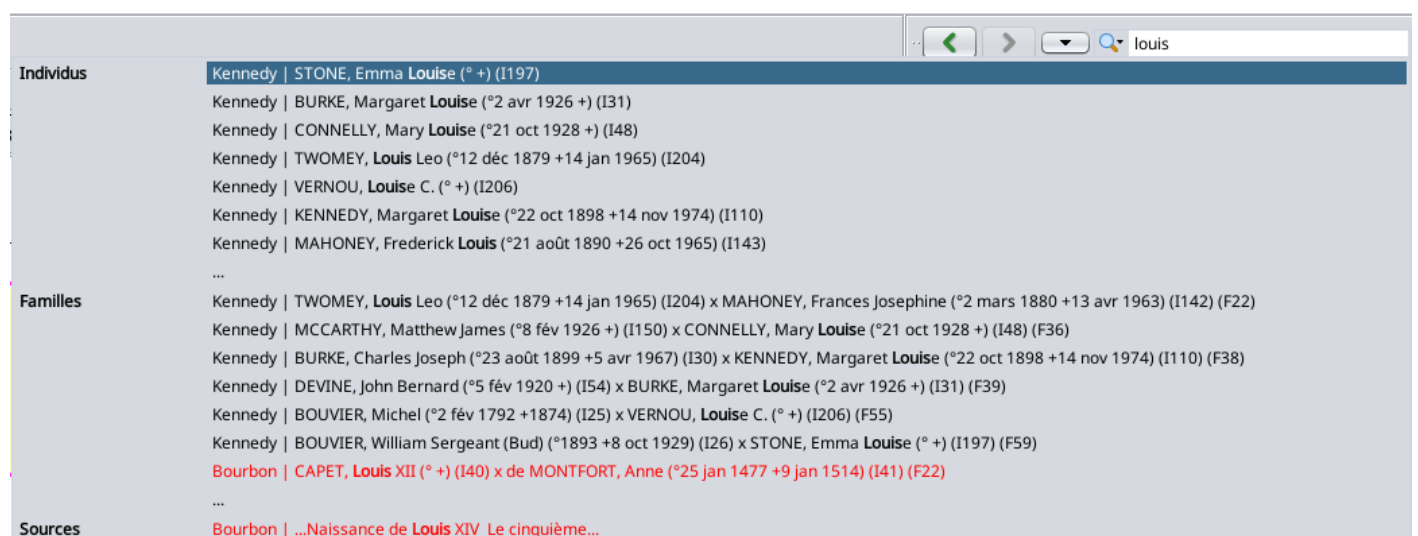 louis
Individus Kennedy | STONE, Emma Louise (° +) (I197)
Kennedy | BURKE, Margaret Louise (°2 avr 1926 +) (I31)
Kennedy | CONNELLY, Mary Louise (°21 oct 1928 +) (I48)
Kennedy | TWOMEY, Louis Leo (°12 déc 1879 +14 jan 1965) (I204)
Kennedy | VERNOU, Louise C. (° +) (I206)
Kennedy | KENNEDY, Margaret Louise (°22 oct 1898 +14 nov 1974) (I110)
Kennedy | MAHONEY, Frederick Louis (°21 août 1890 +26 oct 1965) (I143)
...
Familles Kennedy | TWOMEY, Louis Leo (°12 déc 1879 +14 jan 1965) (I204) x MAHONEY, Frances Josephine (°2 mars 1880 +13 avr 1963) (I142) (F22)
Kennedy | MCCARTHY, Matthew James (°8 fév 1926 +) (I150) x CONNELLY, Mary Louise (°21 oct 1928 +) (I48) (F36)
Kennedy | BURKE, Charles Joseph (°23 août 1899 +5 avr 1967) (I30) x KENNEDY, Margaret Louise (°22 oct 1898 +14 nov 1974) (I110) (F38)
Kennedy | DEVINE, John Bernard (°5 fév 1920 +) (I54) x BURKE, Margaret Louise (°2 avr 1926 +) (I31) (F39)
Kennedy | BOUVIER, Michel (°2 fév 1792 +1874) (I25) x VERNOU, Louise C. (° +) (I206) (F55)
Kennedy | BOUVIER, William Sergeant (Bud) (°1893 +8 oct 1929) (I26) x STONE, Emma Louise (° +) (I197) (F59)
Bourbon | CAPET, Louis XII (° +) (I40) x de MONTFORT, Anne (°25 jan 1477 +9 jan 1514) (I41) (F22)
...
Sources Bourbon | ...Naissance de Louis XIV Le cinquième...